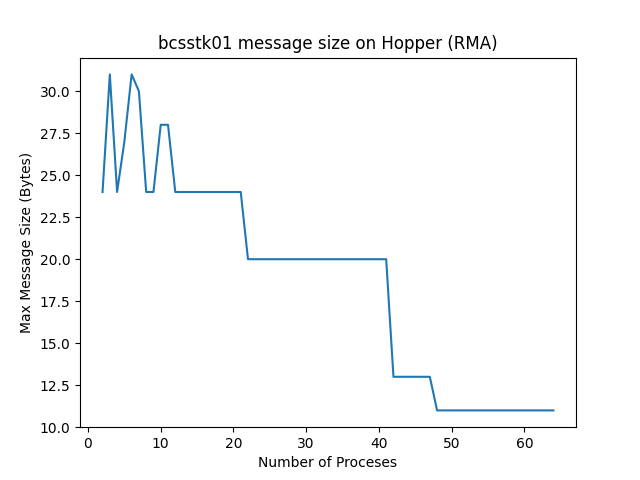 bcsstk01 message size on Hopper (RMA)
Max Message Size (Bytes)
30.0
27.5
25.0
22.5
20.0
17.5
15.0
12.5
10.0
0 10 20 30 40 50 60
Number of Proceses